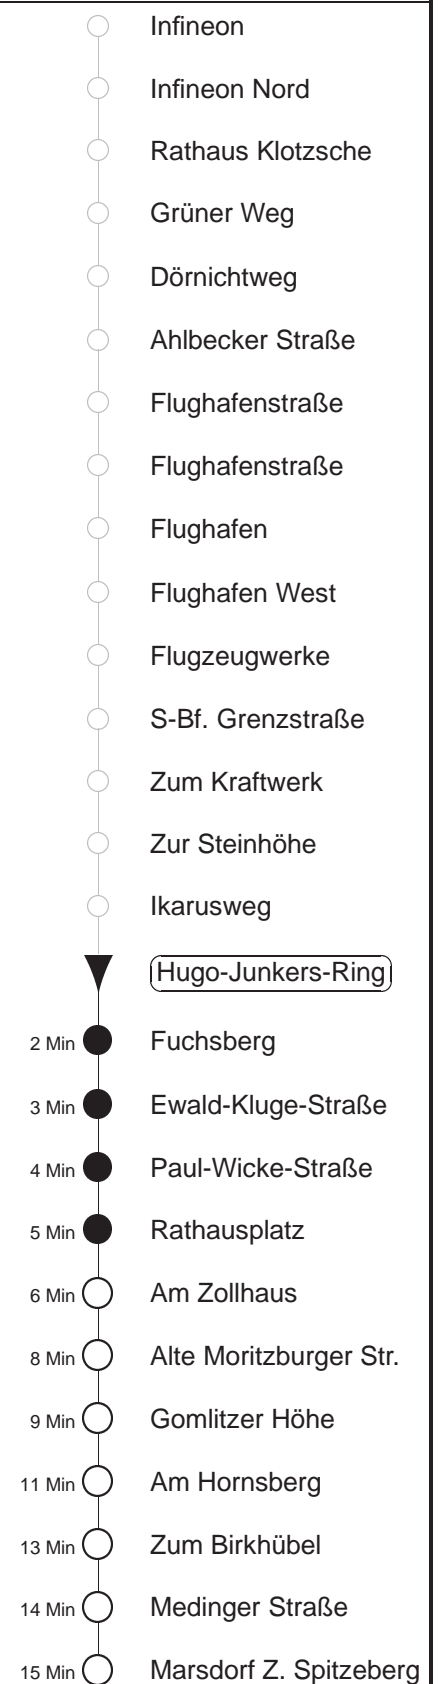 Infineon
Infineon Nord
Rathaus Klotzsche
Grüner Weg
Dörnichtweg
Ahlbecker Straße
Flughafenstraße
Flughafenstraße
Flughafen
Flughafen West
Flugzeugwerke
S-Bf. Grenzstraße
Zum Kraftwerk
Zur Steinhöhe
Ikarusweg
Hugo-Junkers-Ring
2 Min Fuchsberg
3 Min Ewald-Kluge-Straße
4 Min Paul-Wicke-Straße
5 Min Rathausplatz
6 Min Am Zollhaus
8 Min Alte Moritzburger Str.
9 Min Gomlitzer Höhe
11 Min Am Hornsberg
13 Min Zum Birkhübel
14 Min Medinger Straße
15 Min Marsdorf Z. Spitzeberg